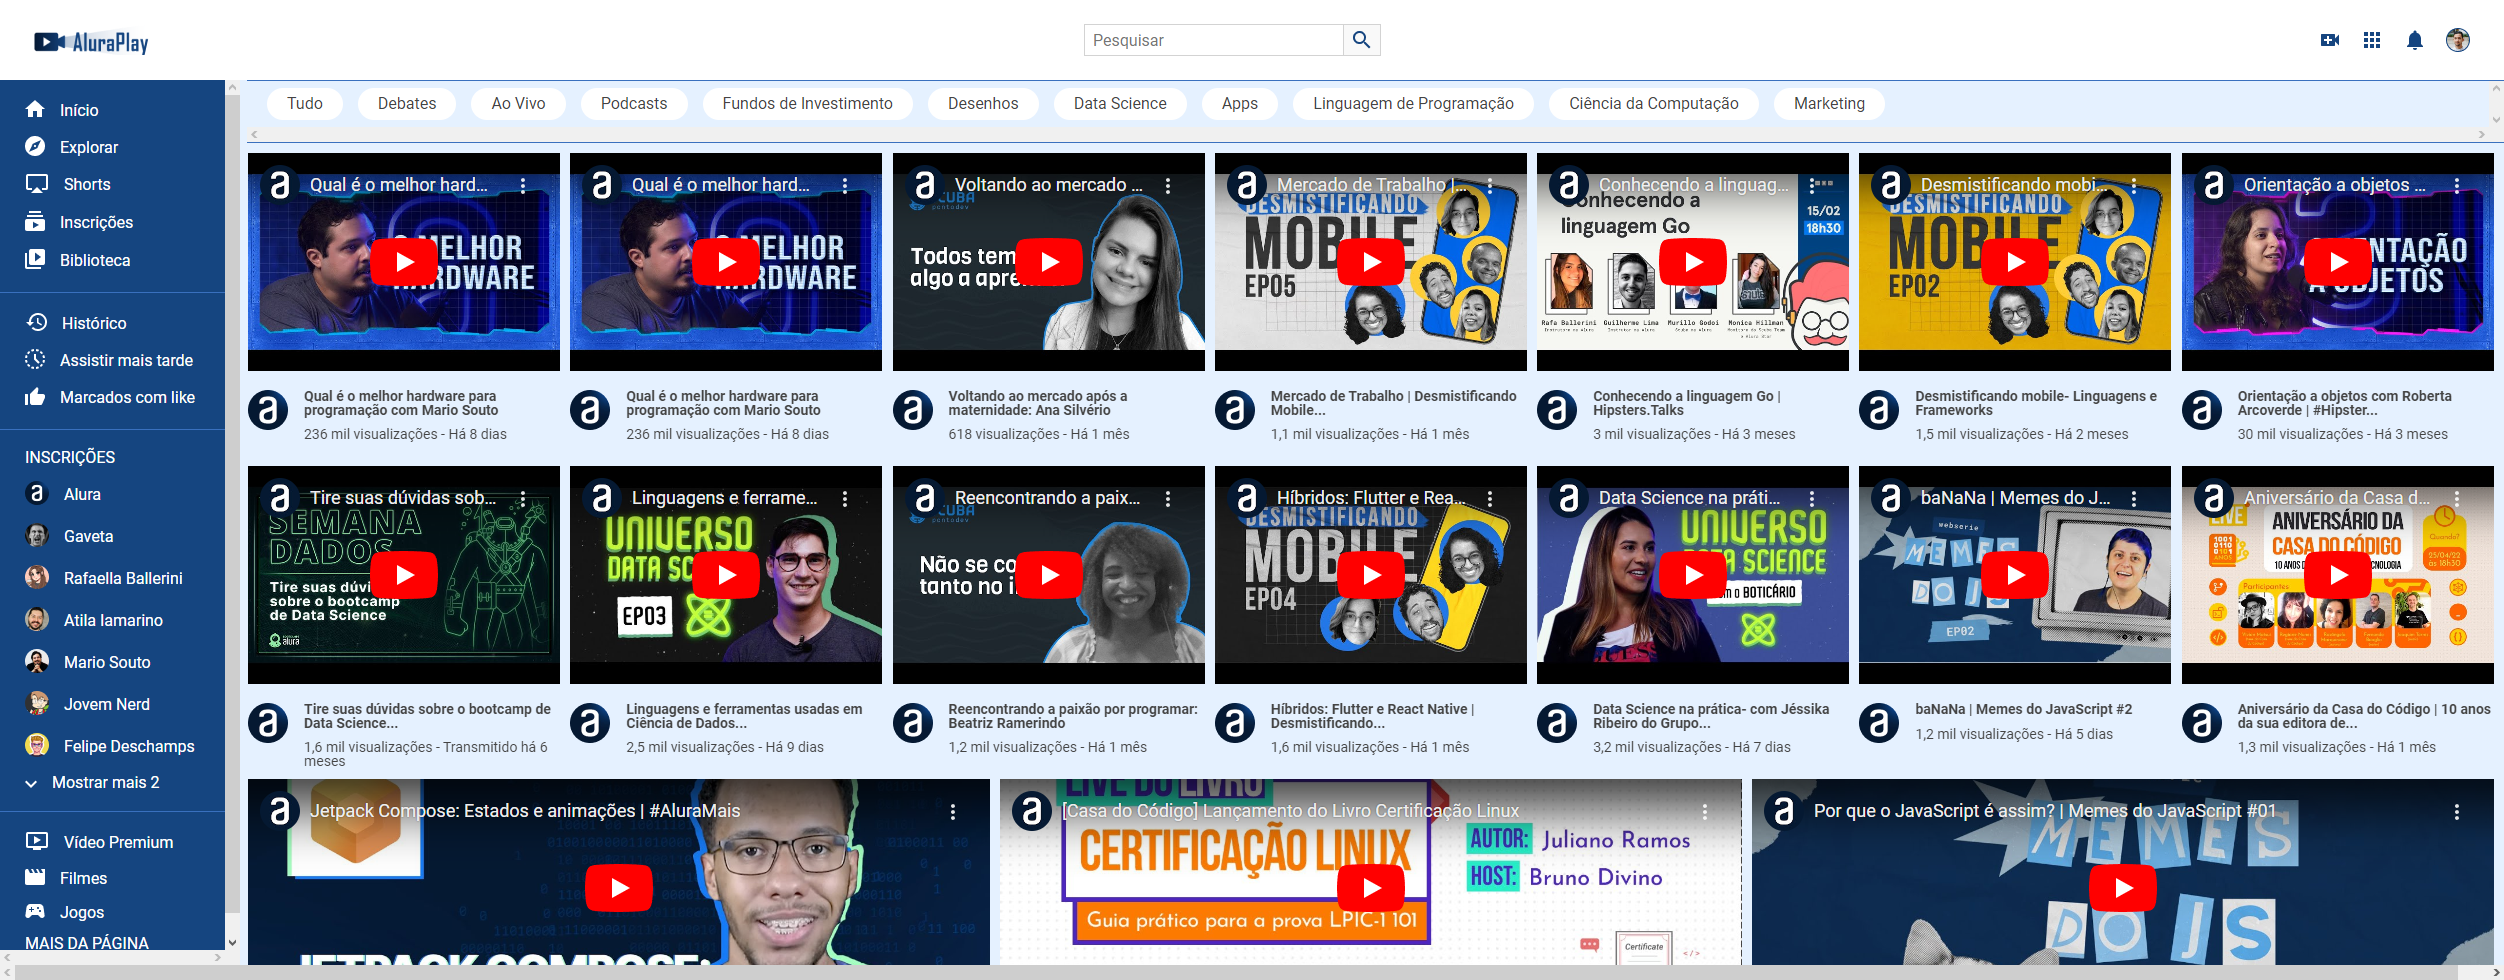 AluraPlay
Pesquisar
Início
Explorar
Shorts
Inscrições
Biblioteca
Histórico
Assistir mais tarde
Marcados com like
INSCRIÇÕES
Alura
Gaveta
Rafaella Ballerini
Atila Iamarino
Mario Souto
Jovem Nerd
Felipe Deschamps
Mostrar mais 2
Vídeo Premium
Filmes
Jogos
MAIS DA PÁGINA
Tudo
Debates
Ao Vivo
Podcasts
Fundos de Investimento
Desenhos
Data Science
Apps
Linguagem de Programação
Ciência da Computação
Marketing
Qual é o melhor hard...
MELHOR
HARDWARE
Qual é o melhor hardware para
programação com Mario Souto
236 mil visualizações - Há 8 dias
Qual é o melhor hard...
MELHOR
HARDWARE
Qual é o melhor hardware para
programação com Mario Souto
236 mil visualizações - Há 8 dias
Voltando ao mercado ...
Todos tem
algo a
Voltando ao mercado após a
maternidade: Ana Silvério
618 visualizações - Há 1 mês
Mercado de Trabalho |...
DESMISTIFICANDO
MOBILE
EP05
Mercado de Trabalho | Desmistificando
Mobile...
1,1 mil visualizações - Há 1 mês
Conhecendo a linguag...
Conhecendo a
linguagem Go
15/02
18h30
Rafa Ballerini
Guilherme Lima
Murillo Godoi
Monica Hillman
Conhecendo a linguagem Go |
Hipsters.Talks
3 mil visualizações - Há 3 meses
Desmistificando mobi...
DESMISTIFICANDO
MOBILE
EP02
Desmistificando mobile- Linguagens e
Frameworks
1,5 mil visualizações - Há 2 meses
Orientação a objetos ...
ORIENTAÇÃO
A OBJETOS
Orientação a objetos com Roberta
Arcoverde | #Hipster...
30 mil visualizações - Há 3 meses
Tire suas dúvidas sob...
SEMANA
DADOS
Tire suas dúvi
sobre o bootcamp
de Data Science
alura
Tire suas dúvidas sobre o bootcamp de
Data Science...
1,6 mil visualizações - Transmitido há 6
meses
Linguagens e ferrame...
UNIVERSO
DATA SC
EP03
Linguagens e ferramentas usadas em
Ciência de Dados...
2,5 mil visualizações - Há 9 dias
Reencontrando a paix...
Não se co
tanto no i
Reencontrando a paixão por programar:
Beatriz Ramerindo
1,2 mil visualizações - Há 1 mês
Híbridos: Flutter e Rea...
DESMISTIFICANDO
MOBILE
EP04
Híbridos: Flutter e React Native |
Desmistificando...
1,6 mil visualizações - Há 1 mês
Data Science na práti...
UNIVERSO
DATA SCIENCE
com o BOTICÁRIO
Data Science na prática- com Jéssika
Ribeiro do Grupo...
3,2 mil visualizações - Há 7 dias
baNaNa | Memes do J...
webserie
MEMES
DO JS
EP02
baNaNa | Memes do JavaScript #2
1,2 mil visualizações - Há 5 dias
Aniversário da Casa d...
LIVE
ANIVERSÁRIO DA
CASA DO CÓDIGO
10 ANOS D
Quando?
25/04/22
às 18h30
Participantes
Aniversário da Casa do Código | 10 anos
da sua editora de...
1,3 mil visualizações - Há 1 mês
Jetpack Compose: Estados e animações | #AluraMais
JETPACK COMPOSE:
[Casa do Código] Lançamento do Livro Certificação Linux
LIVE DO LIVRO
CERTIFICAÇÃO LINUX
Guia prático para a prova LPIC-1 101
AUTOR: Juliano Ramos
HOST: Bruno Divino
Certificate
Por que o JavaScript é assim? | Memes do JavaScript #01
MEMES
DO JS